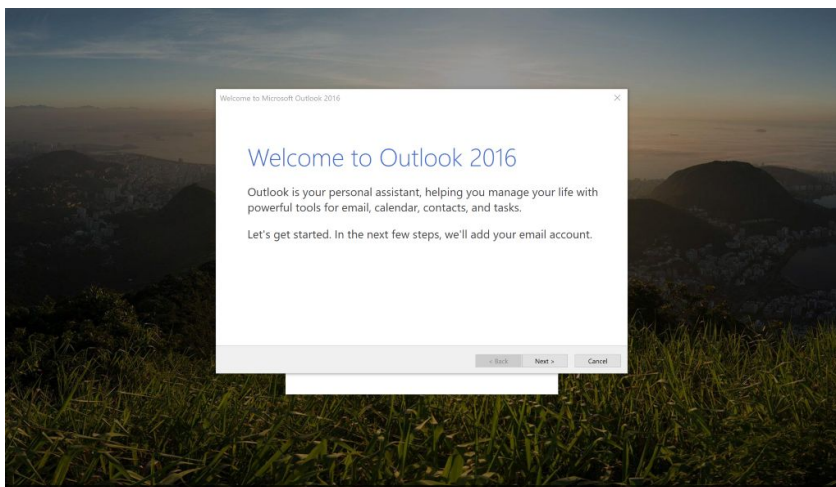 Welcome to Microsoft Outlook 2016
Welcome to Outlook 2016
Outlook is your personal assistant, helping you manage your life with
powerful tools for email, calendar, contacts, and tasks.
Let's get started. In the next few steps, we'll add your email account.
< Back Next > Cancel